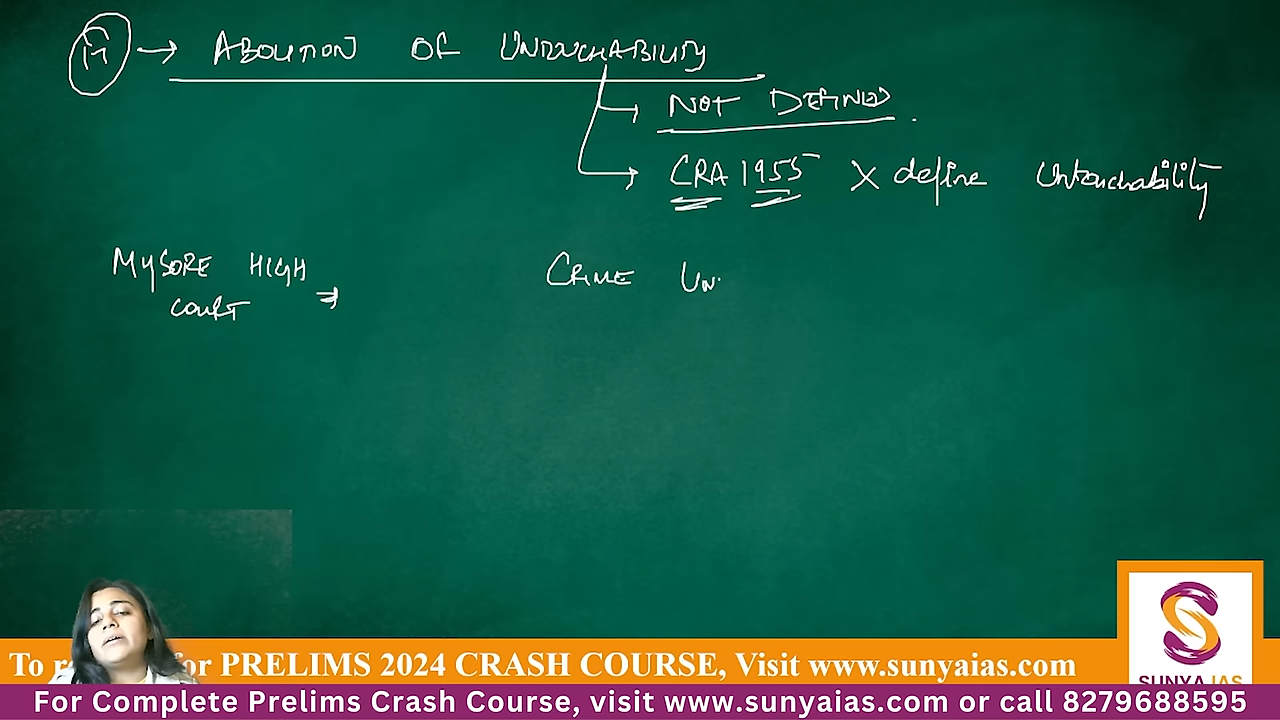 17 → ABOLITION OF UNTOUCHABILITY
→ NOT DEFINED.
→ CRA 1955 X define Untouchability
MYSORE HIGH
COURT ⇒
CRIME UN
To r for PRELIMS 2024 CRASH COURSE, Visit www.sunyaias.com
SUNYA IAS
For Complete Prelims Crash Course, visit www.sunyaias.com or call 8279688595